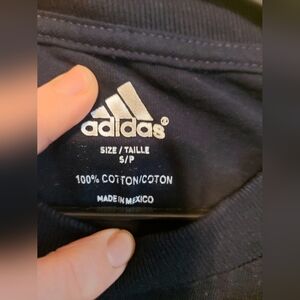 adidas®
SIZE / TAILLE
S/P
100% COTTON/COTON
MADE IN MEXICO